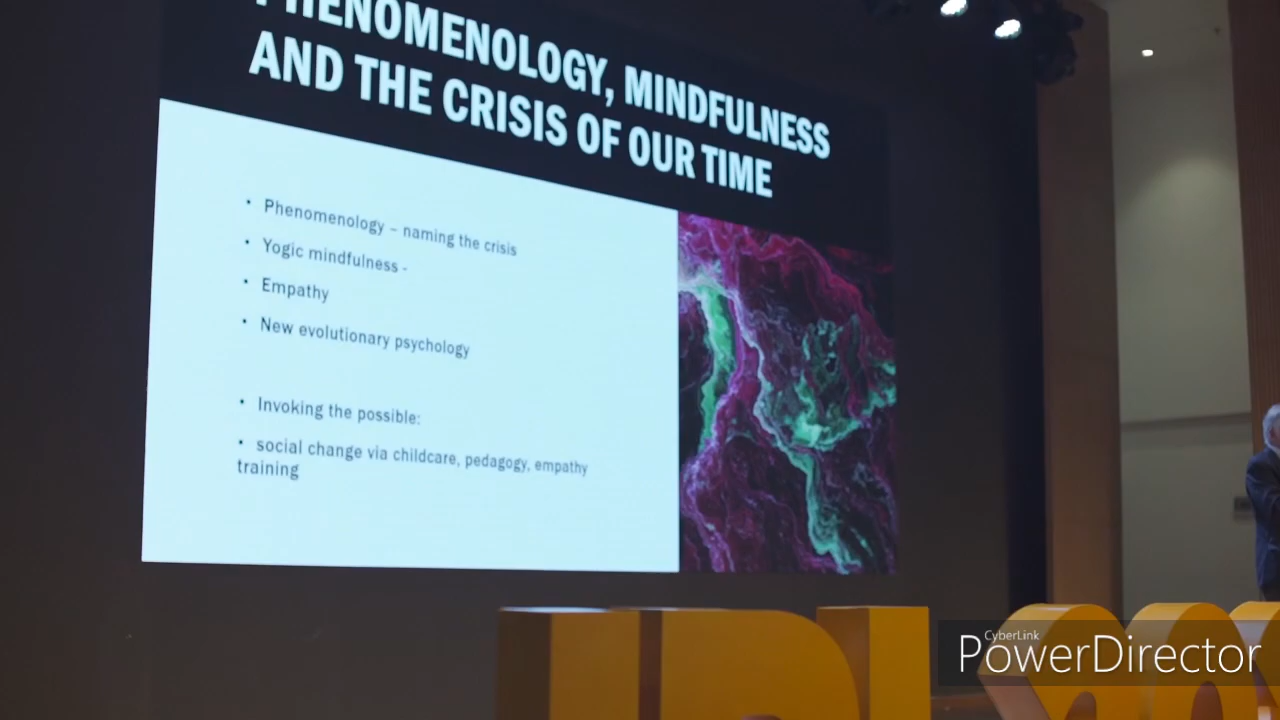 PHENOMENOLOGY, MINDFULNESS
AND THE CRISIS OF OUR TIME
• Phenomenology – naming the crisis
• Yogic mindfulness -
• Empathy
• New evolutionary psychology
• Invoking the possible:
• social change via childcare, pedagogy, empathy
training
CyberLink
PowerDirector